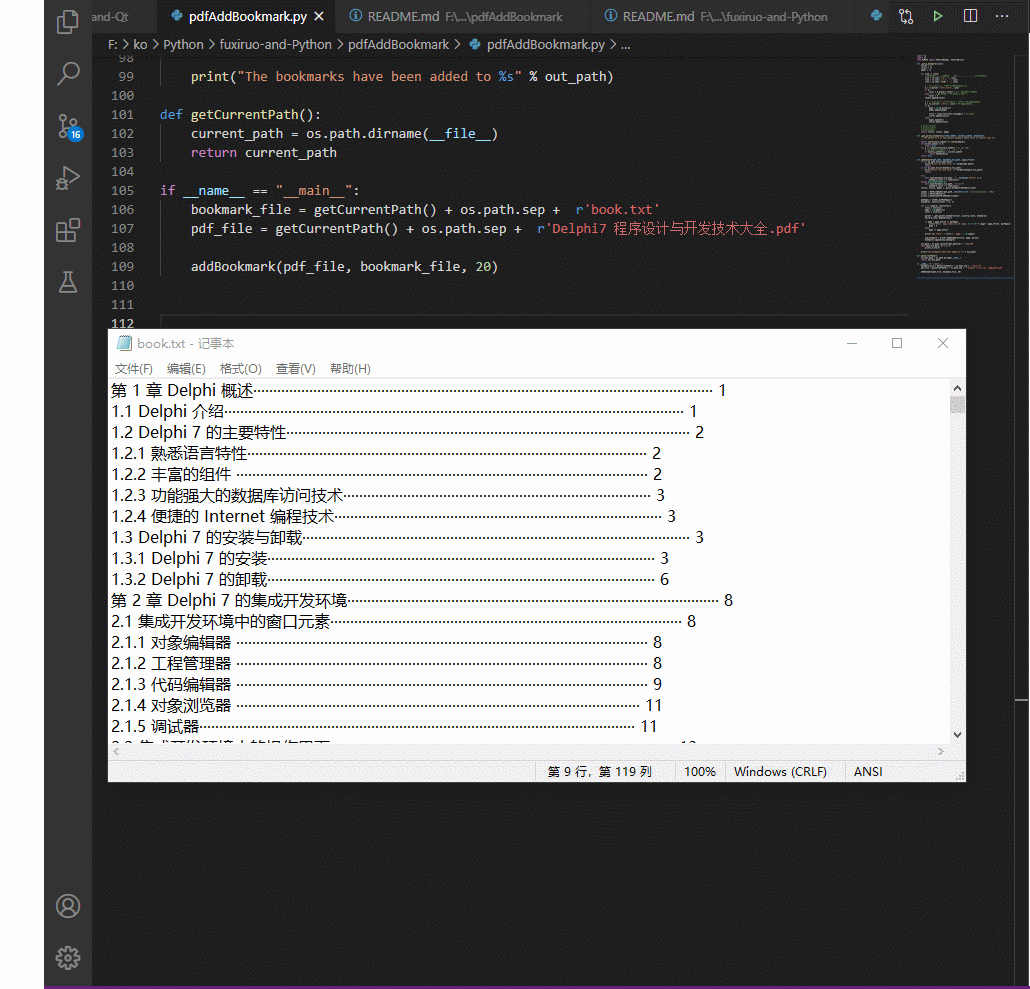 and-Qt pdfAddBookmark.py README.md F:\...\pdfAddBookmark README.md F:\...\fuxiruo-and-Python
F: > ko > Python > fuxiruo-and-Python > pdfAddBookmark > pdfAddBookmark.py > ...
98
99 print("The bookmarks have been added to %s" % out_path)
100
101 def getCurrentPath():
102 current_path = os.path.dirname(__file__)
103 return current_path
104
105 if __name__ == "__main__":
106 bookmark_file = getCurrentPath() + os.path.sep + r'book.txt'
107 pdf_file = getCurrentPath() + os.path.sep + r'Delphi7 程序设计与开发技术大全.pdf'
108
109 addBookmark(pdf_file, bookmark_file, 20)
110
111
112
16
book.txt - 记事本
文件(F) 编辑(E) 格式(O) 查看(V) 帮助(H)
第 1 章 Delphi 概述 1
1.1 Delphi 介绍 1
1.2 Delphi 7 的主要特性 2
1.2.1 熟悉语言特性 2
1.2.2 丰富的组件 2
1.2.3 功能强大的数据库访问技术 3
1.2.4 便捷的 Internet 编程技术 3
1.3 Delphi 7 的安装与卸载 3
1.3.1 Delphi 7 的安装 3
1.3.2 Delphi 7 的卸载 6
第 2 章 Delphi 7 的集成开发环境 8
2.1 集成开发环境中的窗口元素 8
2.1.1 对象编辑器 8
2.1.2 工程管理器 8
2.1.3 代码编辑器 9
2.1.4 对象浏览器 11
2.1.5 调试器 11
第 9 行，第 119 列 100% Windows (CRLF) ANSI